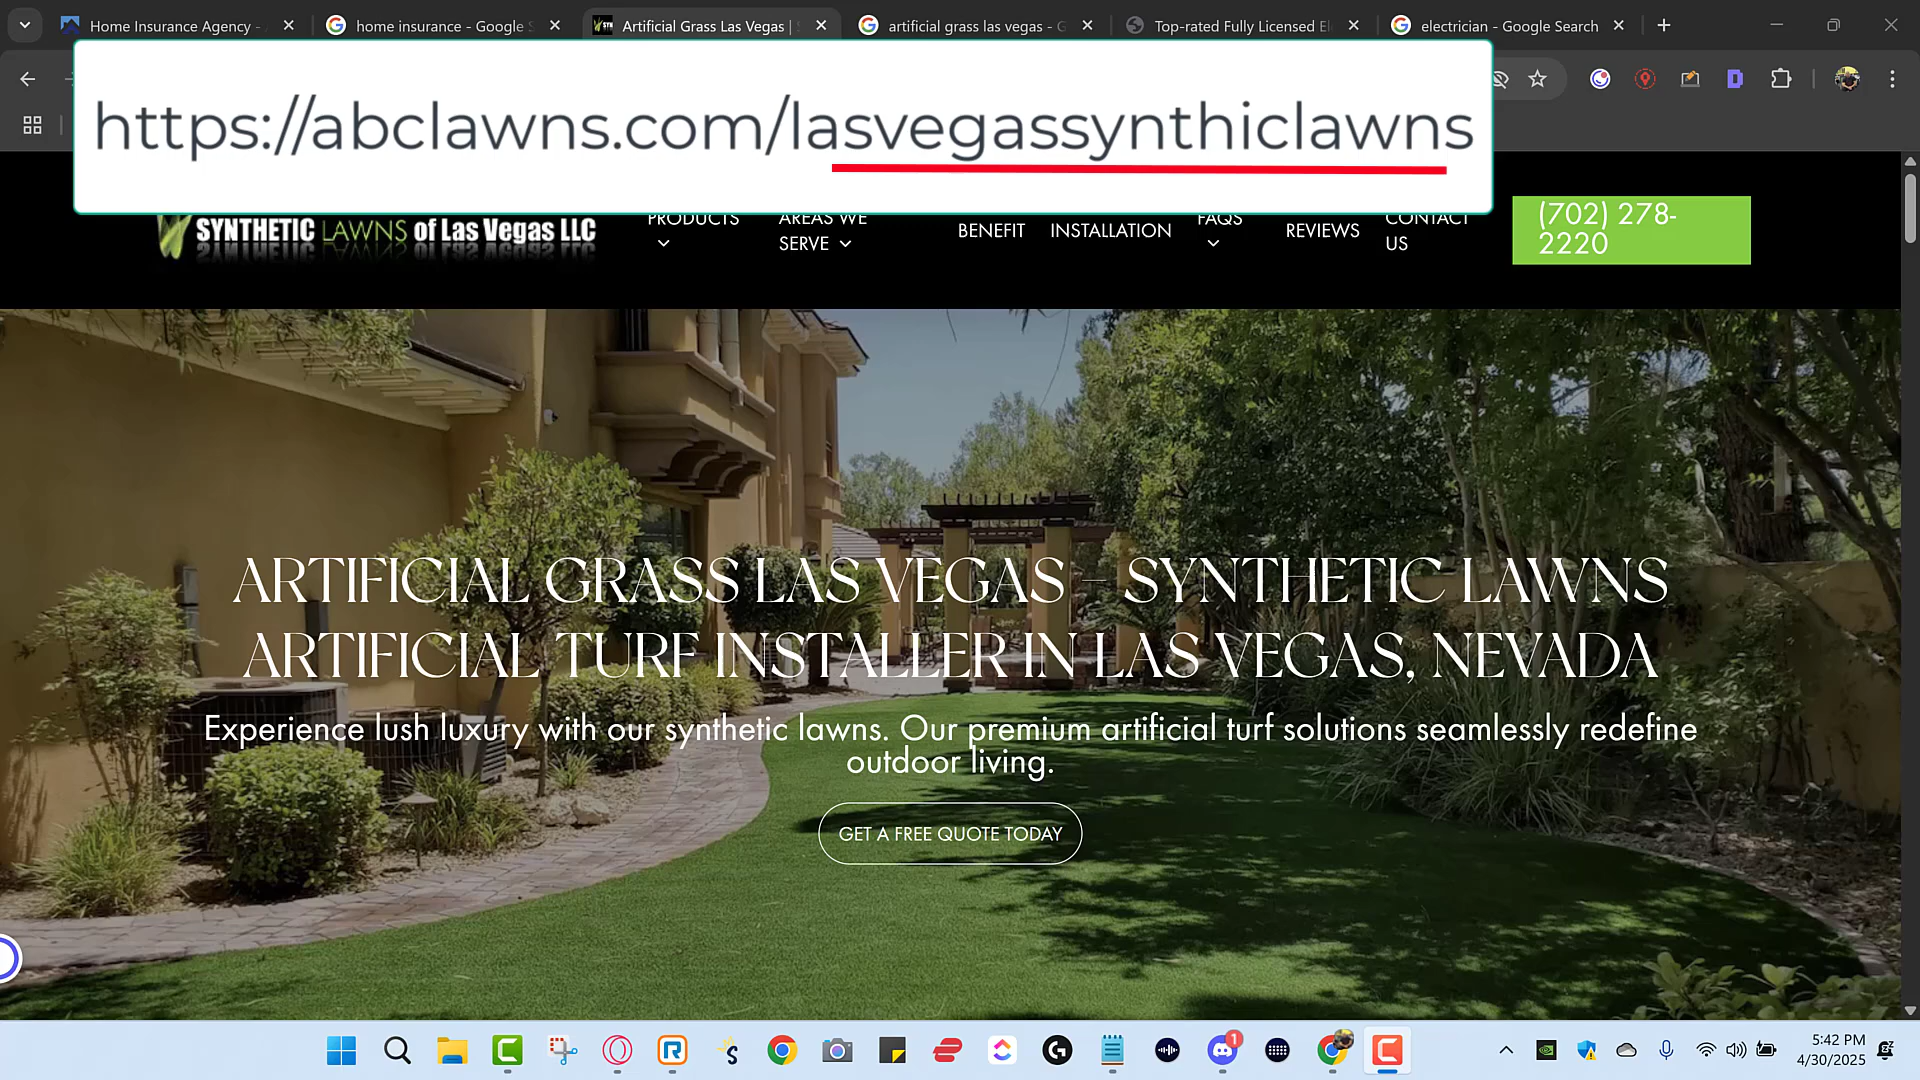 Home Insurance Agency -
home insurance - Google S
Artificial Grass Las Vegas | S
artificial grass las vegas - G
Top-rated Fully Licensed El
electrician - Google Search
https://abclawns.com/lasvegassynthiclawns
SYNTHETIC LAWNS of Las Vegas LLC
PRODUCTS
AREAS WE
SERVE
BENEFIT
INSTALLATION
FAQS
REVIEWS
CONTACT
US
(702) 278-
2220
ARTIFICIAL GRASS LAS VEGAS – SYNTHETIC LAWNS
ARTIFICIAL TURF INSTALLER IN LAS VEGAS, NEVADA
Experience lush luxury with our synthetic lawns. Our premium artificial turf solutions seamlessly redefine
outdoor living.
GET A FREE QUOTE TODAY
1
5:42 PM
4/30/2025